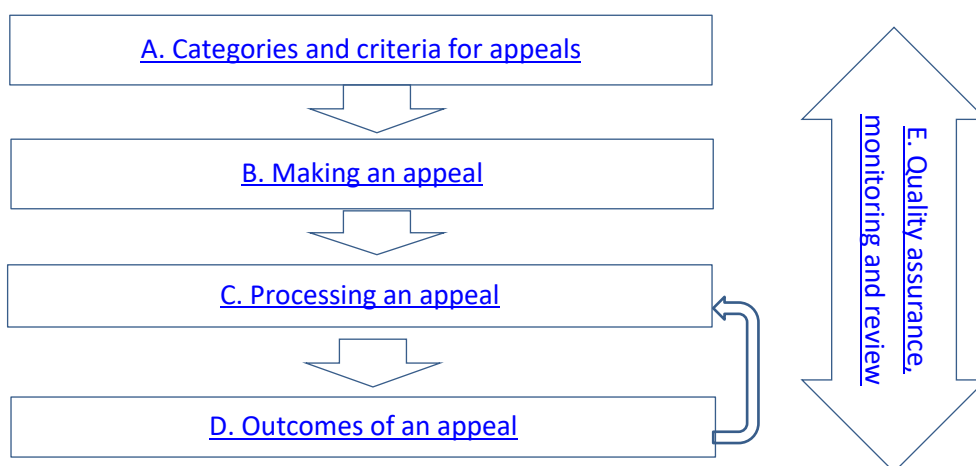 A. Categories and criteria for appeals
B. Making an appeal
C. Processing an appeal
D. Outcomes of an appeal
E. Quality assurance,
monitoring and review